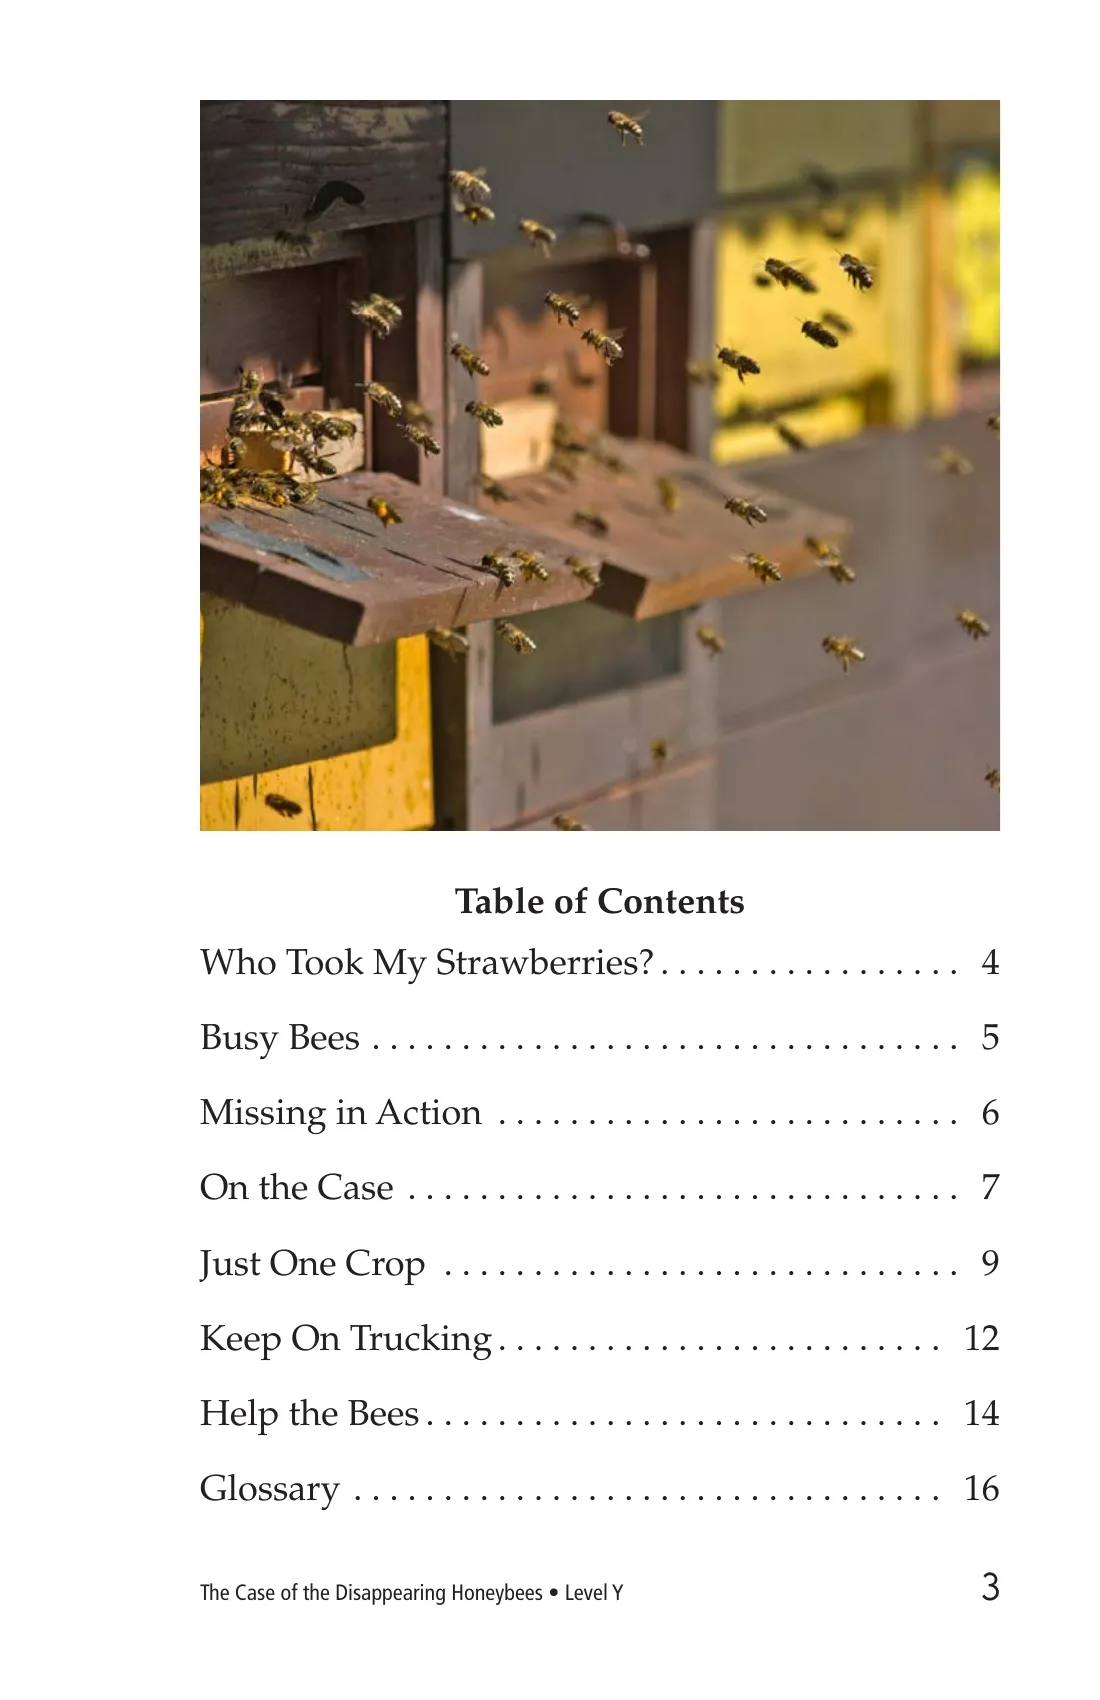 Table of Contents
Who Took My Strawberries? . . . . . . . . . . . . . . . . . 4
Busy Bees . . . . . . . . . . . . . . . . . . . . . . . . . . . . . . . . . 5
Missing in Action . . . . . . . . . . . . . . . . . . . . . . . . . . 6
On the Case . . . . . . . . . . . . . . . . . . . . . . . . . . . . . . . 7
Just One Crop . . . . . . . . . . . . . . . . . . . . . . . . . . . . . 9
Keep On Trucking . . . . . . . . . . . . . . . . . . . . . . . . . 12
Help the Bees . . . . . . . . . . . . . . . . . . . . . . . . . . . . . 14
Glossary . . . . . . . . . . . . . . . . . . . . . . . . . . . . . . . . . 16
The Case of the Disappearing Honeybees • Level Y 3